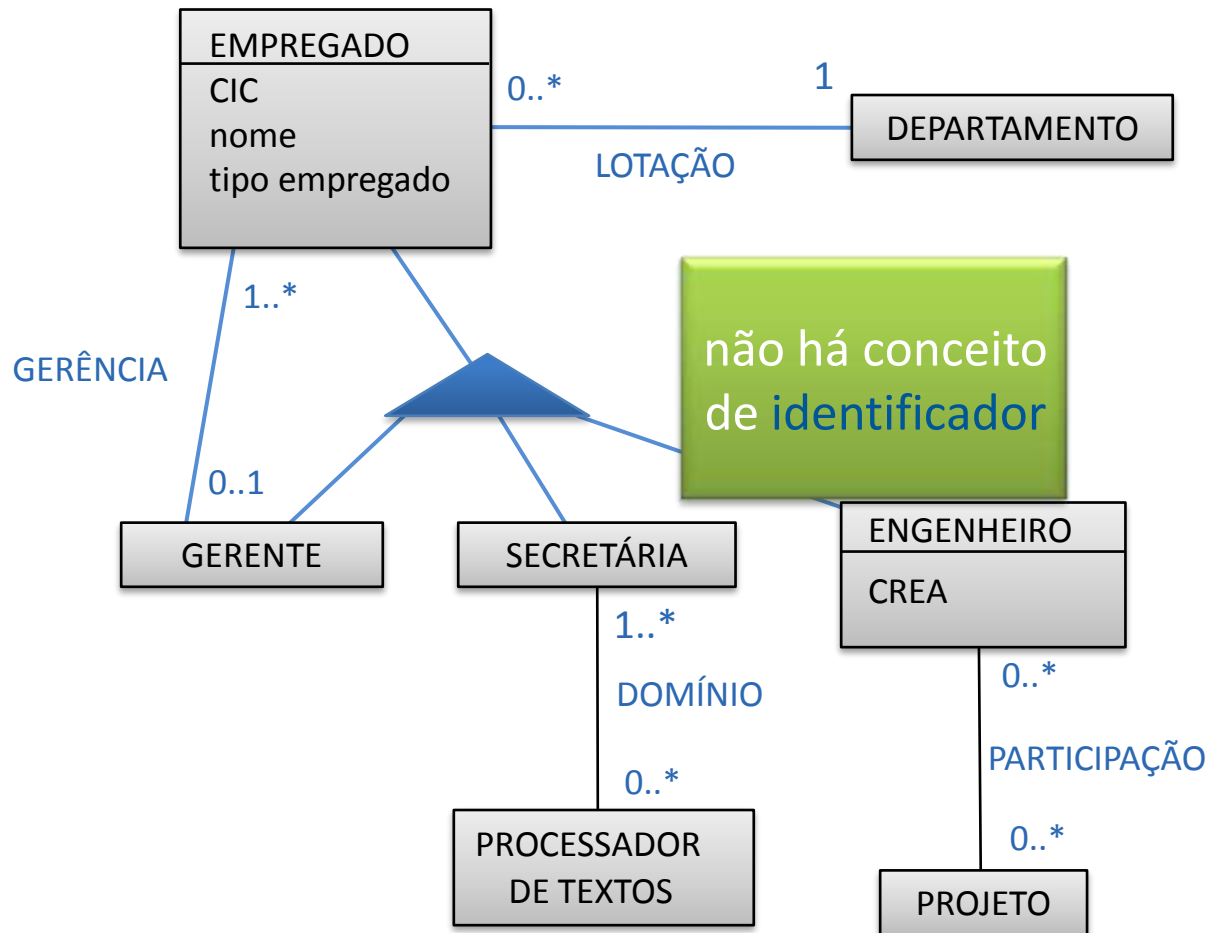 EMPREGADO
CIC
nome
tipo empregado
0..*
1
LOTAÇÃO
DEPARTAMENTO
1..*
GERÊNCIA
0..1
não há conceito
de identificador
GERENTE
SECRETÁRIA
ENGENHEIRO
CREA
1..*
DOMÍNIO
0..*
0..*
PARTICIPAÇÃO
0..*
PROCESSADOR
DE TEXTOS
PROJETO